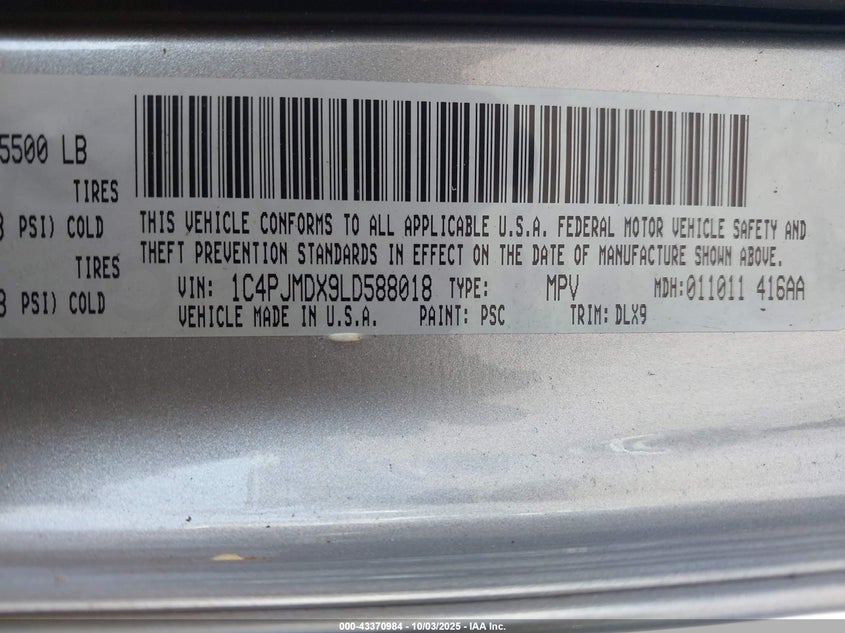 5500 LB
TIRES
PSI) COLD
TIRES
PSI) COLD
THIS VEHICLE CONFORMS TO ALL APPLICABLE U.S.A. FEDERAL MOTOR VEHICLE SAFETY AND
THEFT PREVENTION STANDARDS IN EFFECT ON THE DATE OF MANUFACTURE SHOWN ABOVE.
VIN: 1C4PJMDX9LD588018 TYPE: MPV MDH:011011 416AA
VEHICLE MADE IN U.S.A. PAINT: PSC TRIM: DLX9
000-43370984 - 10/03/2025 - IAA Inc.